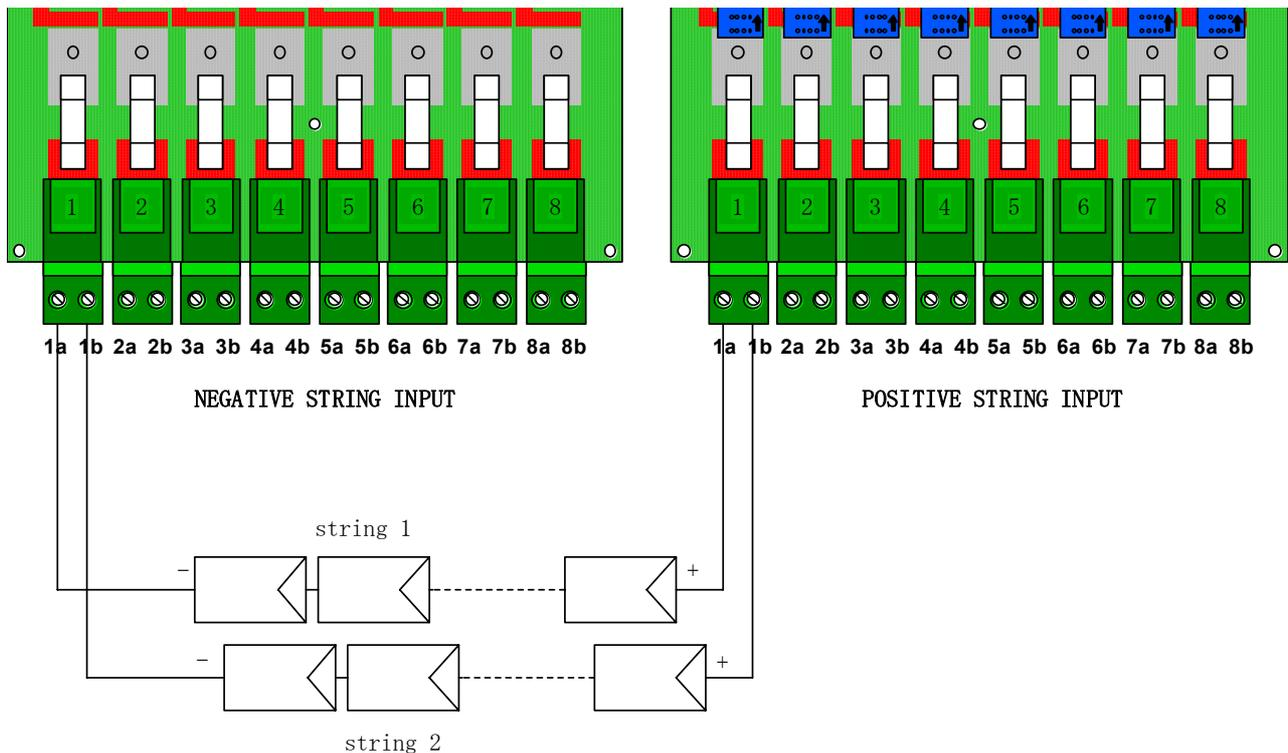 1 2 3 4 5 6 7 8
1 2 3 4 5 6 7 8
1a 1b 2a 2b 3a 3b 4a 4b 5a 5b 6a 6b 7a 7b 8a 8b
1a 1b 2a 2b 3a 3b 4a 4b 5a 5b 6a 6b 7a 7b 8a 8b
NEGATIVE STRING INPUT
POSITIVE STRING INPUT
string 1
− +
− +
string 2